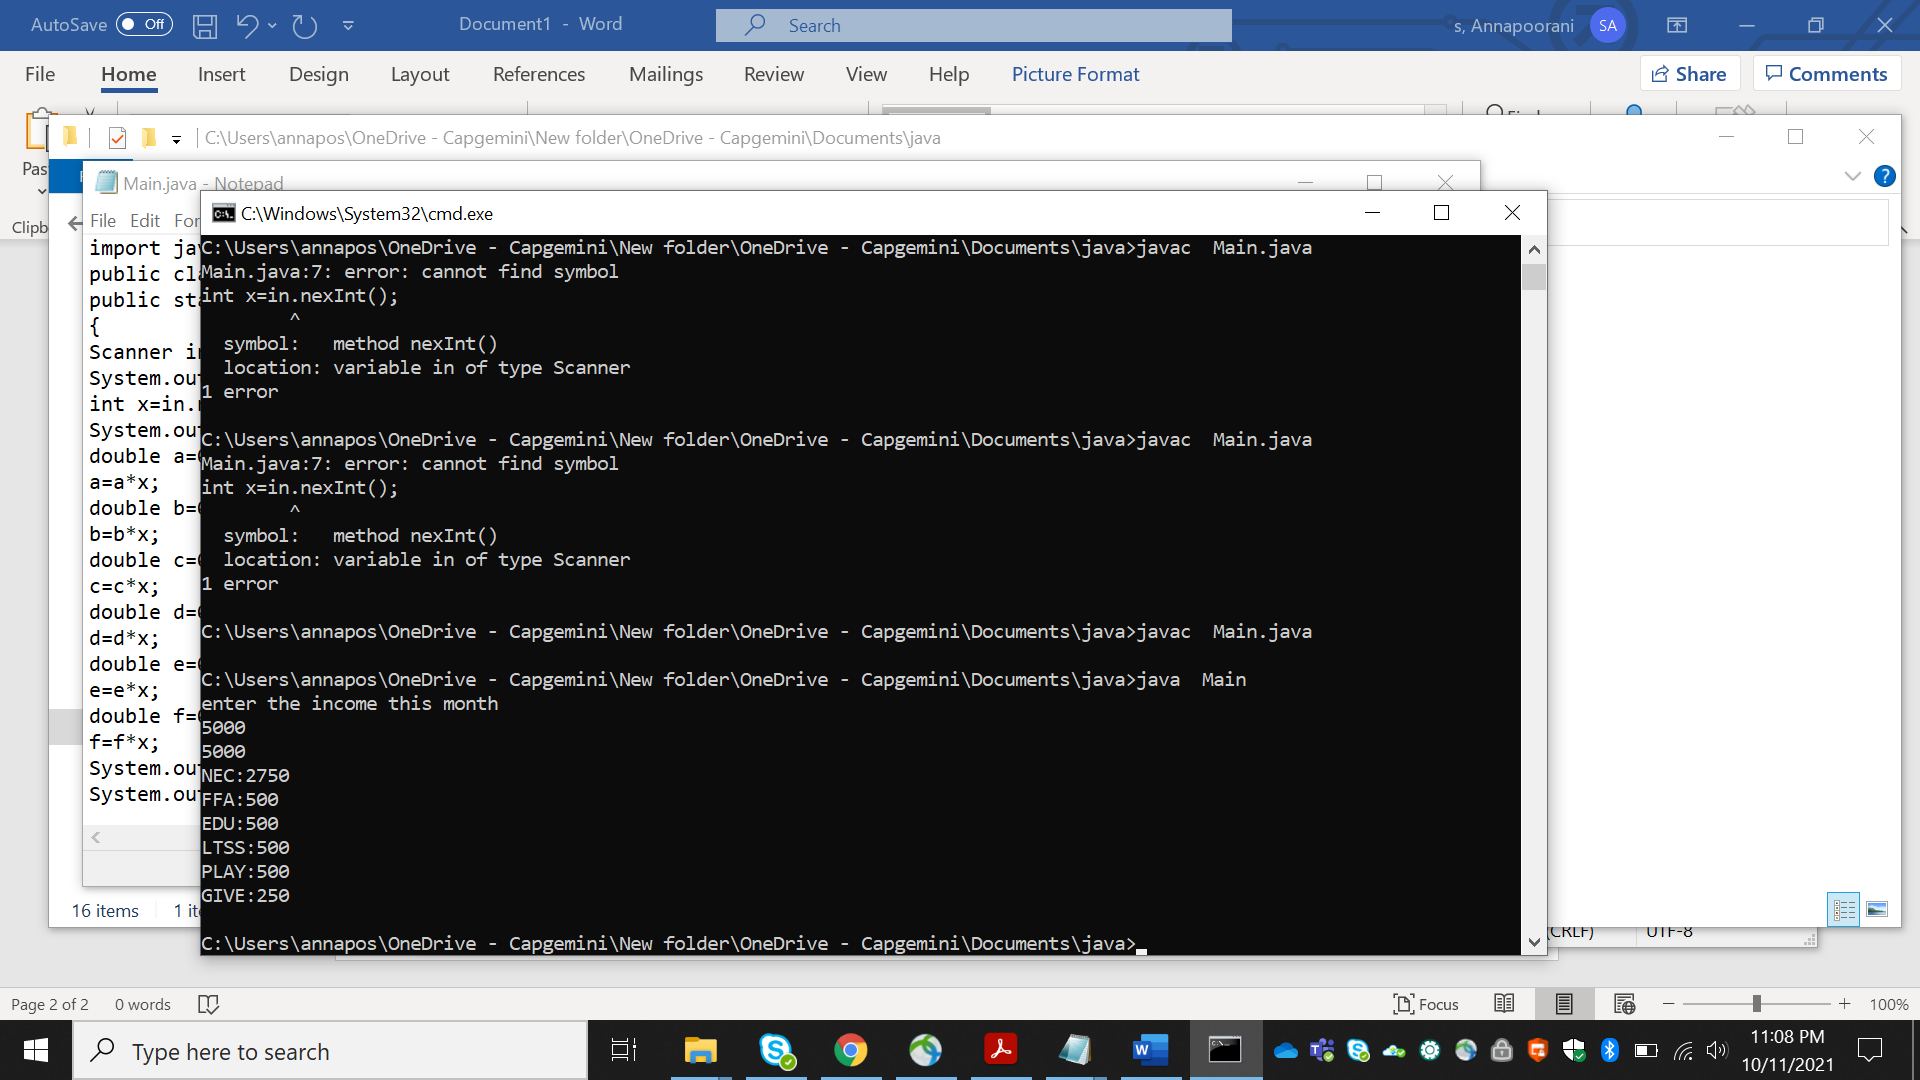 AutoSave Off Document1 - Word Search s, Annapoorani SA
File Home Insert Design Layout References Mailings Review View Help Picture Format Share Comments
C:\Users\annapos\OneDrive - Capgemini\New folder\OneDrive - Capgemini\Documents\java
Main.java - Notepad
File Edit
Clipb
C:\Windows\System32\cmd.exe
import
public
public
{
Scanner
a=a*x;
double
b=b*x;
double
c=c*x;
double
d=d*x;
double
e=e*x;
double
f=f*x;
C:\Users\annapos\OneDrive - Capgemini\New folder\OneDrive - Capgemini\Documents\java>javac  Main.java
Main.java:7: error: cannot find symbol
int x=in.nexInt();
^
symbol:   method nexInt()
location: variable in of type Scanner
1 error
C:\Users\annapos\OneDrive - Capgemini\New folder\OneDrive - Capgemini\Documents\java>javac  Main.java
Main.java:7: error: cannot find symbol
int x=in.nexInt();
^
symbol:   method nexInt()
location: variable in of type Scanner
1 error
C:\Users\annapos\OneDrive - Capgemini\New folder\OneDrive - Capgemini\Documents\java>javac  Main.java
C:\Users\annapos\OneDrive - Capgemini\New folder\OneDrive - Capgemini\Documents\java>java  Main
enter the income this month
5000
5000
NEC:2750
FFA:500
EDU:500
LTSS:500
PLAY:500
GIVE:250
C:\Users\annapos\OneDrive - Capgemini\New folder\OneDrive - Capgemini\Documents\java>
16 items
(CRLF) UTF-8
Page 2 of 2 0 words Focus 100%
Type here to search
11:08 PM
10/11/2021